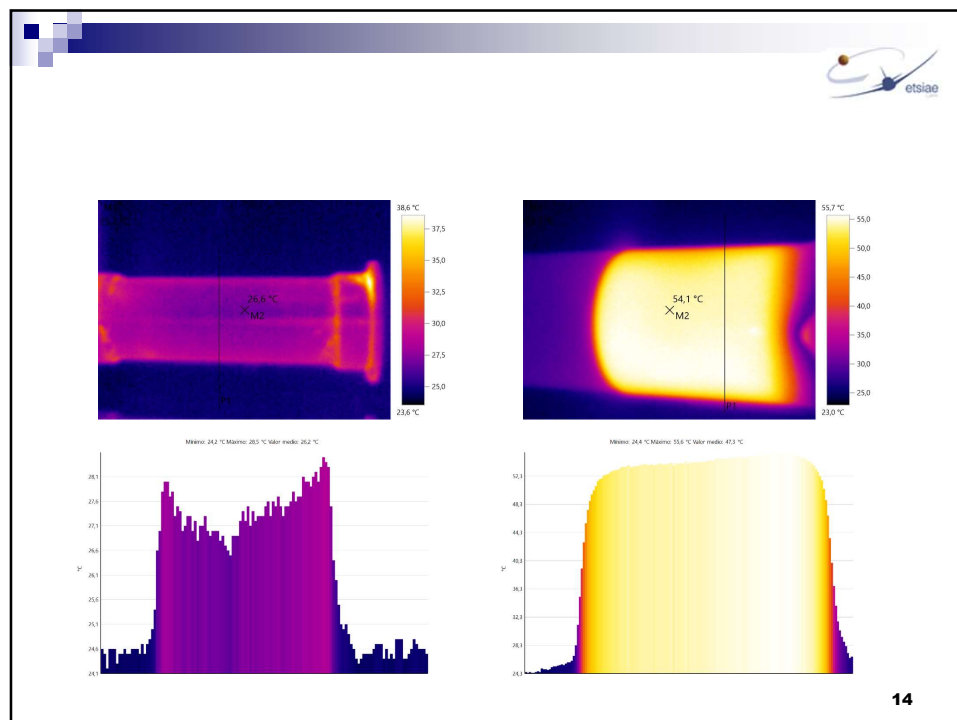 etsiae
38,6 °C
37,5
35,0
32,5
30,0
27,5
25,0
23,6 °C
26,6 °C
M2
55,7 °C
55,0
50,0
45,0
40,0
35,0
30,0
25,0
23,0 °C
54,1 °C
M2
P1
Mínimo: 24,2 °C Máximo: 28,5 °C Valor medio: 26,2 °C
28,1
27,6
27,1
26,6
26,1
25,6
25,1
24,6
24,1
°C
Mínimo: 24,4 °C Máximo: 55,6 °C Valor medio: 47,3 °C
52,3
48,3
44,3
40,3
36,3
32,3
28,3
24,3
°C
14